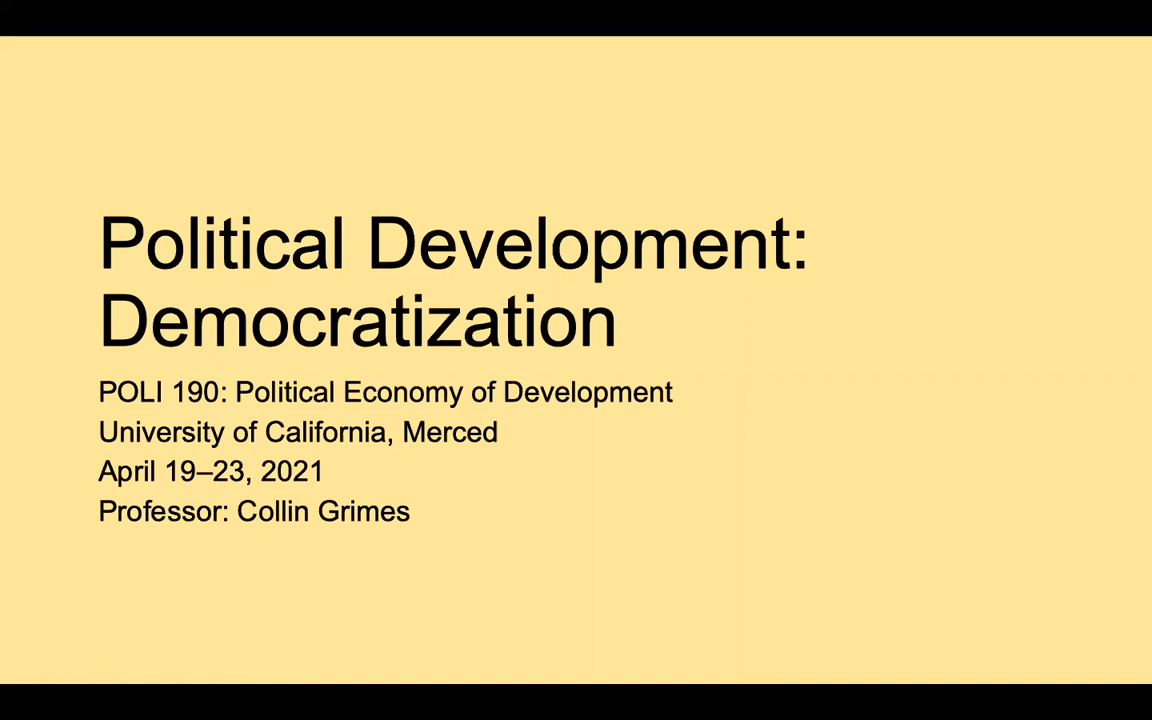 Political Development:
Democratization
POLI 190: Political Economy of Development
University of California, Merced
April 19–23, 2021
Professor: Collin Grimes